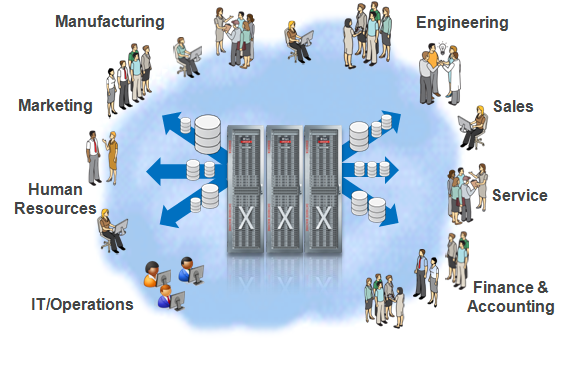 Manufacturing
Engineering
Marketing
Sales
Human
Resources
Service
X X X
IT/Operations
Finance &
Accounting